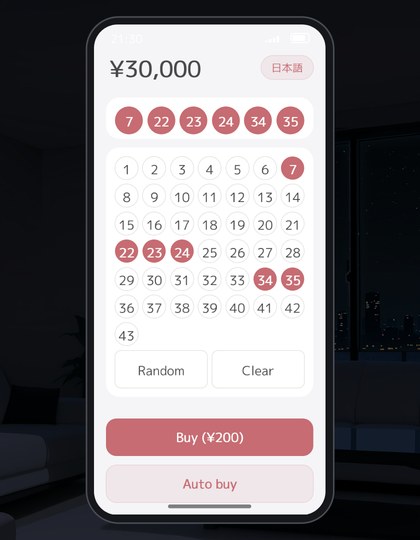 21:30
¥30,000
日本語
7 22 23 24 34 35
1 2 3 4 5 6 7
8 9 10 11 12 13 14
15 16 17 18 19 20 21
22 23 24 25 26 27 28
29 30 31 32 33 34 35
36 37 38 39 40 41 42
43
Random Clear
Buy (¥200)
Auto buy